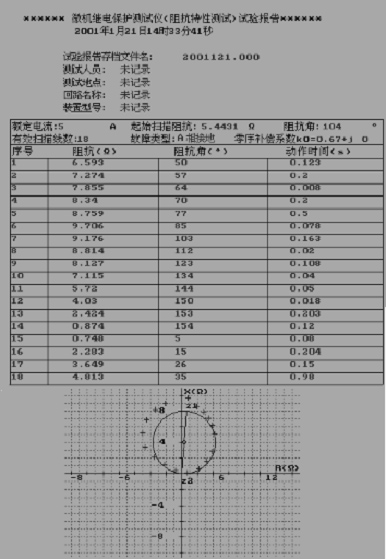 ****** 微机继电保护测试仪(阻抗特性测试)试验报告******
2001年1月21日14时33分41秒
试验报告存档文件名: 2001121.000
测试人员: 未记录
测试地点: 未记录
回路名称: 未记录
装置型号: 未记录
额定电流:5 A 起始扫描阻抗: 5.4431 Ω 阻抗角: 104 °
有效扫描线数:18 故障类型:A相接地 零序补偿系数k0=0.67+j 0
序号 阻抗(Ω) 阻抗角(°) 动作时间(s)
1 6.593 50 0.123
2 7.274 57 0.2
3 7.855 64 0.008
4 8.34 70 0.2
5 8.759 77 0.5
6 9.706 85 0.078
7 9.176 103 0.163
8 8.814 112 0.02
9 8.127 123 0.108
10 7.115 134 0.04
11 5.72 144 0.05
12 4.03 150 0.018
13 2.424 153 0.203
14 0.874 154 0.12
15 0.748 5 0.08
16 2.283 15 0.204
17 3.649 26 0.15
18 4.813 35 0.98
X(Ω)
8
4
R(Ω)
-8 6 12
-4
-8